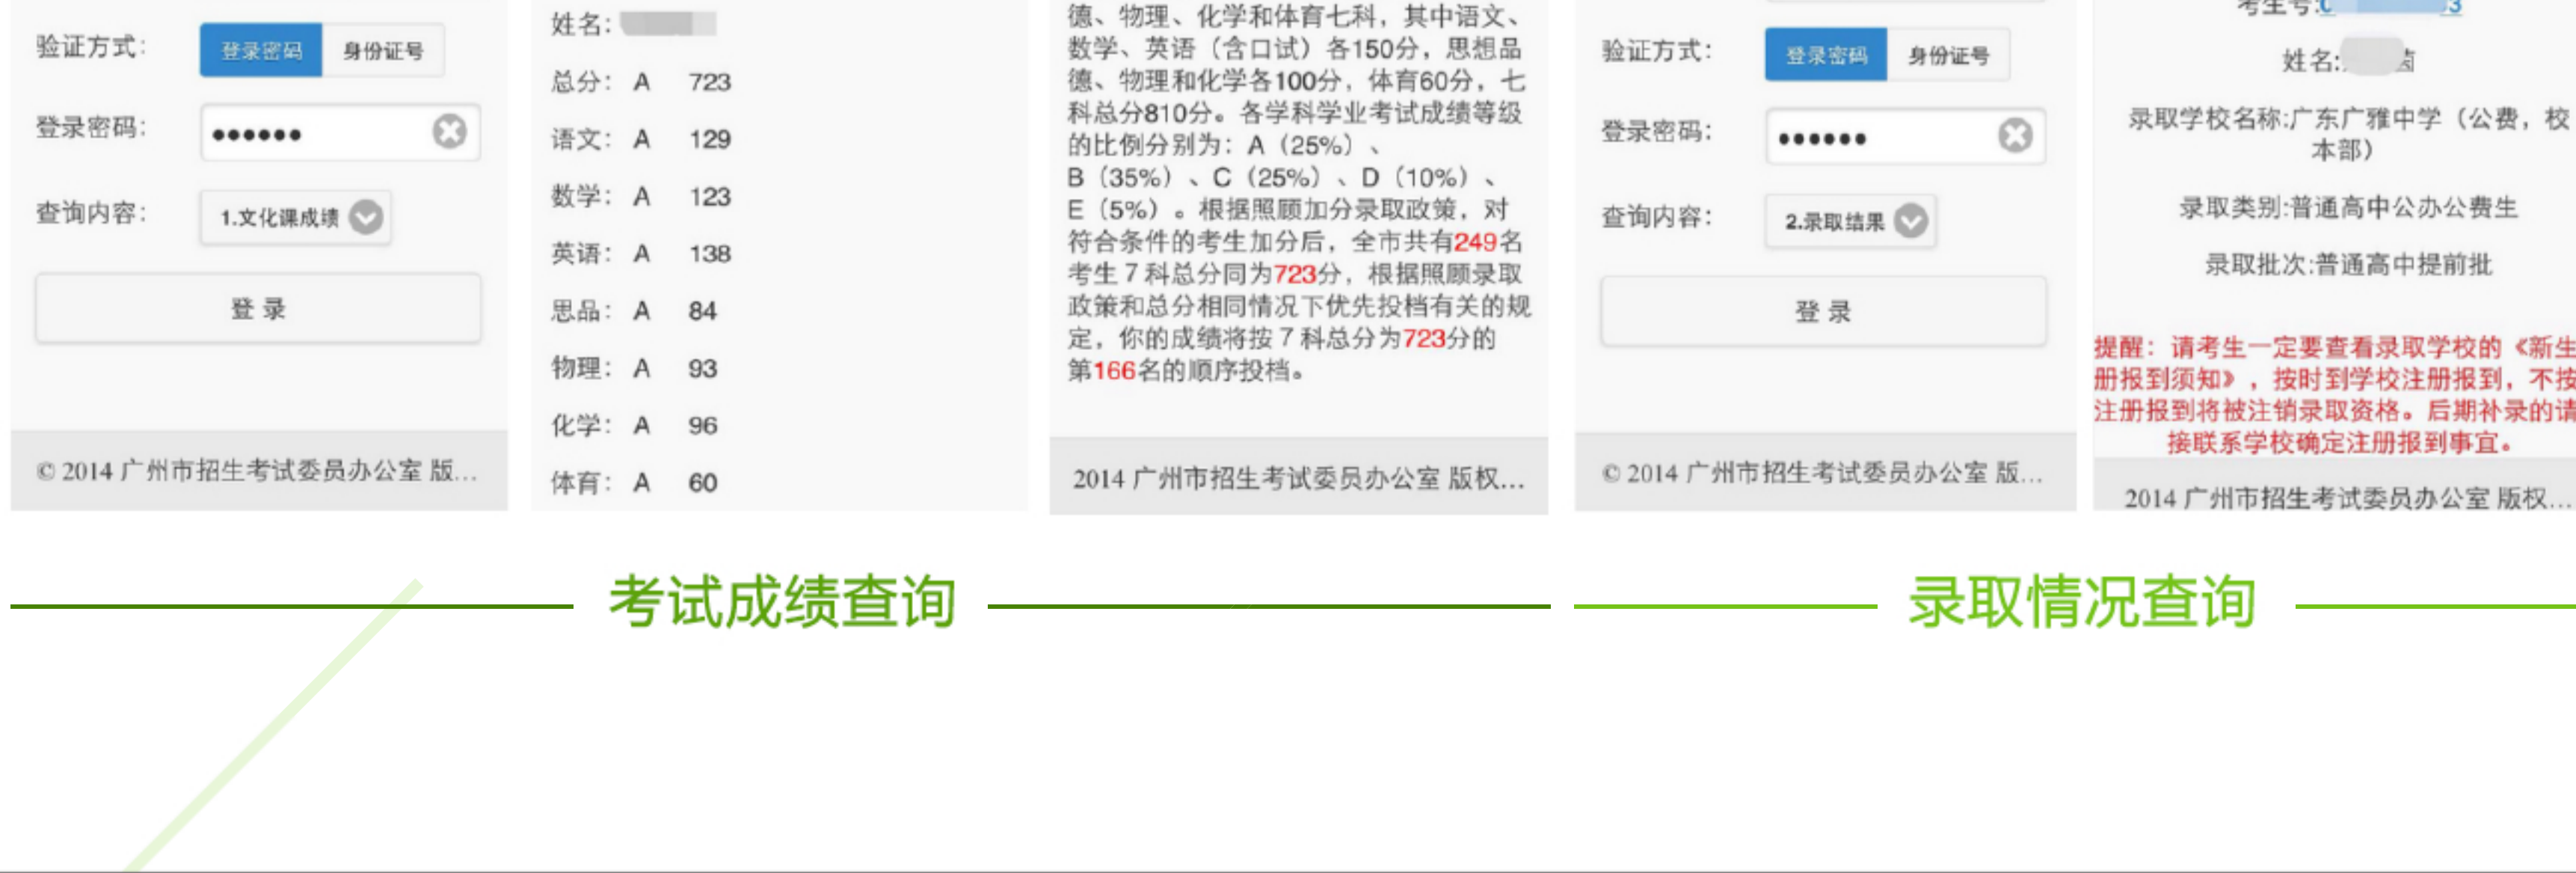 验证方式：
登录密码
身份证号
登录密码：
••••••
查询内容：
1.文化课成绩
登 录
© 2014 广州市招生考试委员办公室 版…
姓名：
总分： A 723
语文： A 129
数学： A 123
英语： A 138
思品： A 84
物理： A 93
化学： A 96
体育： A 60
德、物理、化学和体育七科，其中语文、
数学、英语（含口试）各150分，思想品
德、物理和化学各100分，体育60分，七
科总分810分。各学科学业考试成绩等级
的比例分别为：A（25%）、
B（35%）、C（25%）、D（10%）、
E（5%）。根据照顾加分录取政策，对
符合条件的考生加分后，全市共有249名
考生７科总分同为723分，根据照顾录取
政策和总分相同情况下优先投档有关的规
定，你的成绩将按７科总分为723分的
第166名的顺序投档。
2014 广州市招生考试委员办公室 版权…
验证方式：
登录密码
身份证号
登录密码：
••••••
查询内容：
2.录取结果
登 录
© 2014 广州市招生考试委员办公室 版…
考生号:
姓名: 茵
录取学校名称:广东广雅中学（公费，校
本部）
录取类别:普通高中公办公费生
录取批次:普通高中提前批
提醒：请考生一定要查看录取学校的《新生
册报到须知》，按时到学校注册报到，不按
注册报到将被注销录取资格。后期补录的请
接联系学校确定注册报到事宜。
2014 广州市招生考试委员办公室 版权…
考试成绩查询
录取情况查询